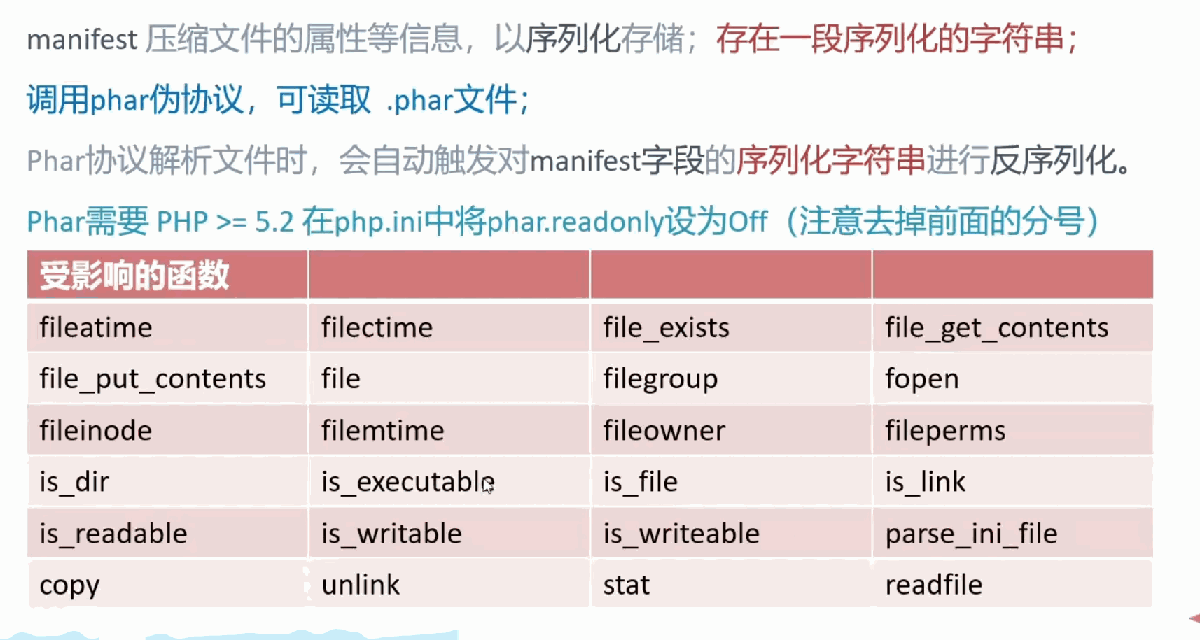 manifest 压缩文件的属性等信息，以序列化存储；存在一段序列化的字符串；
调用phar伪协议，可读取 .phar文件；
Phar协议解析文件时，会自动触发对manifest字段的序列化字符串进行反序列化。
Phar需要 PHP >= 5.2 在php.ini中将phar.readonly设为Off（注意去掉前面的分号）
受影响的函数
fileatime filectime file_exists file_get_contents
file_put_contents file filegroup fopen
fileinode filemtime fileowner fileperms
is_dir is_executable is_file is_link
is_readable is_writable is_writeable parse_ini_file
copy unlink stat readfile